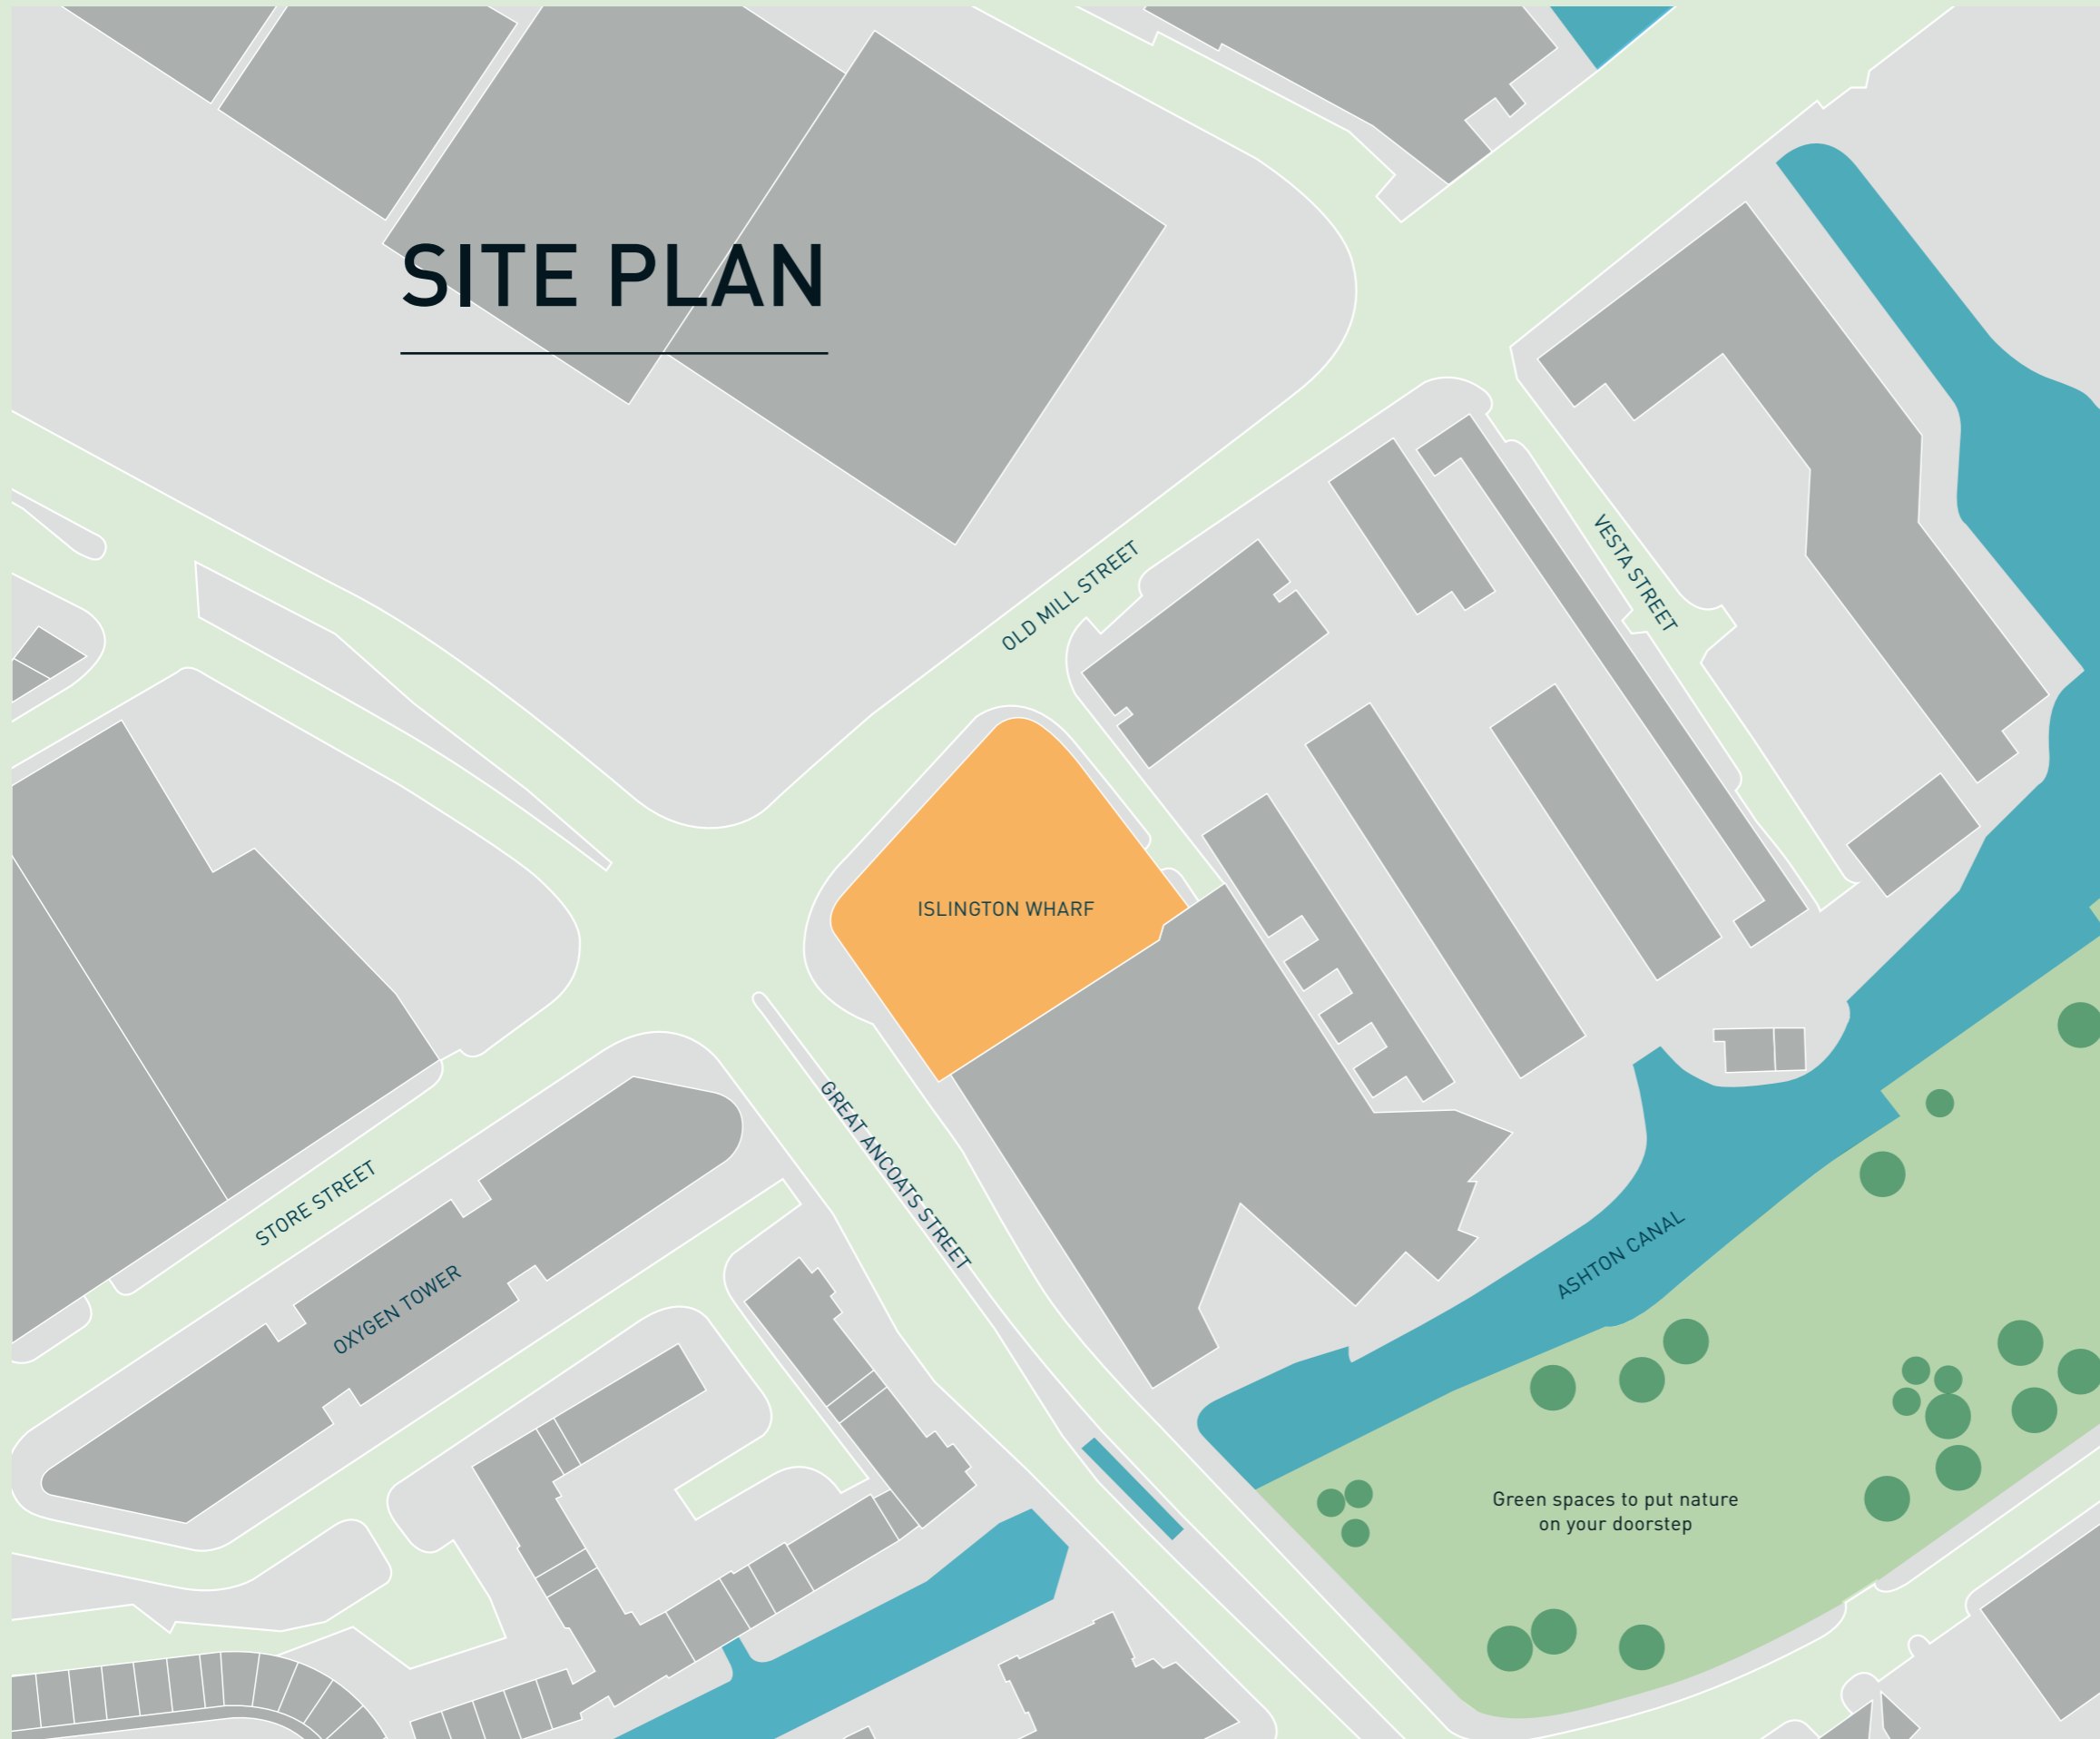 SITE PLAN
OLD MILL STREET
VESTA STREET
ISLINGTON WHARF
GREAT ANCOATS STREET
STORE STREET
OXYGEN TOWER
ASHTON CANAL
Green spaces to put nature
on your doorstep